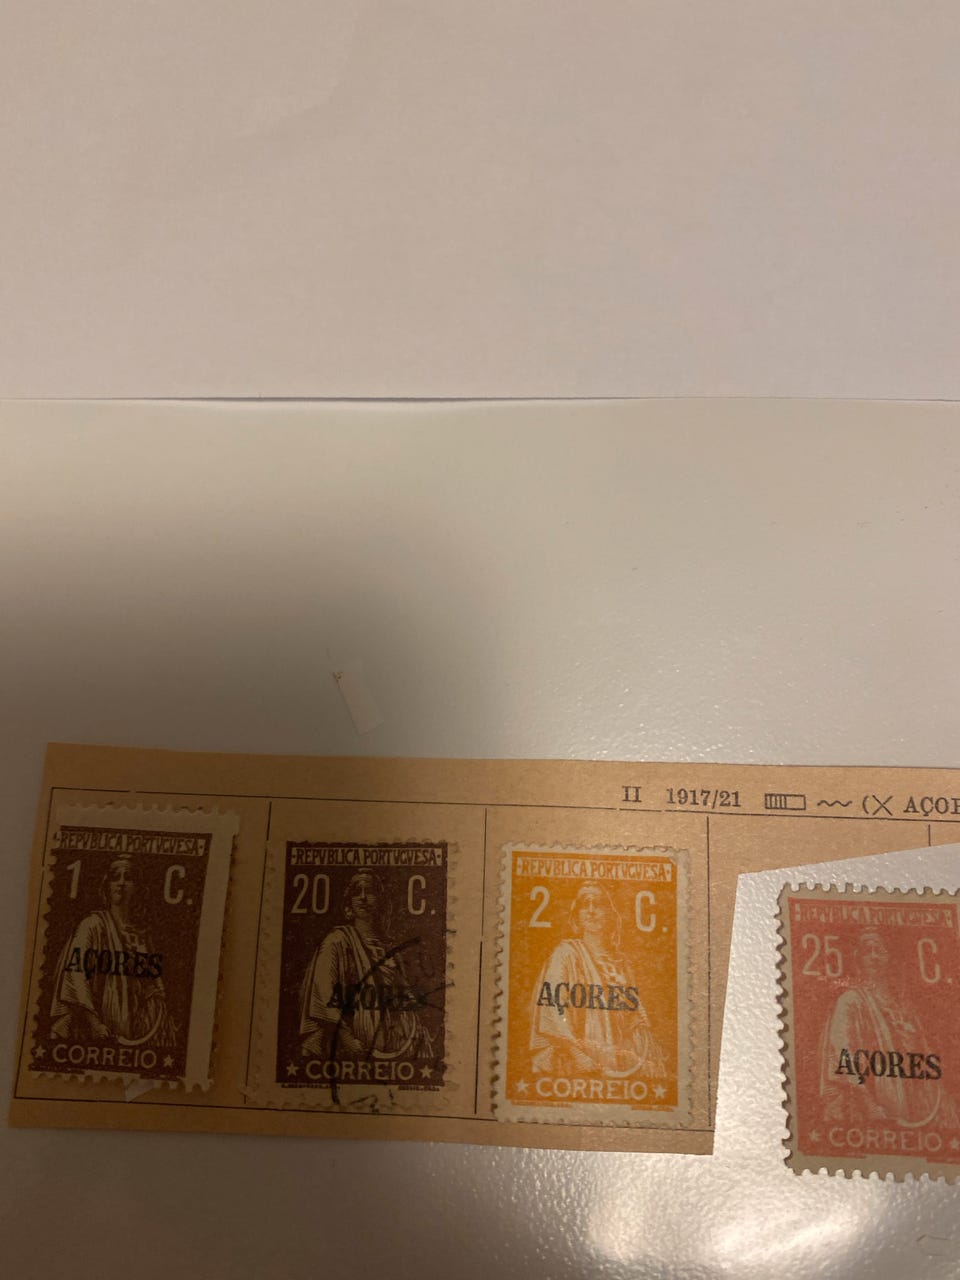 II 1917/21 (X AÇOR
·REPVBLICA PORTVGVESA·
1 C.
AÇORES
★ CORREIO ★
·REPVBLICA PORTVGVESA·
20 C.
AÇORES
★ CORREIO ★
·REPVBLICA PORTVGVESA·
2 C.
AÇORES
★ CORREIO ★
·REPVBLICA PORTVGVESA·
25 C.
AÇORES
★ CORREIO